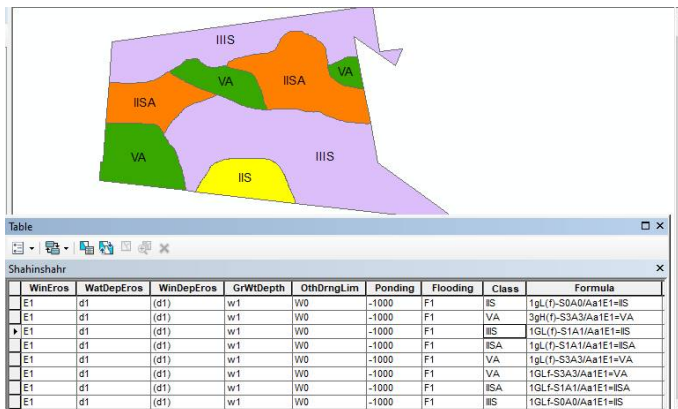 IIIS
VA
IISA
VA
IISA
VA
IIIS
IIS
Table
Shahinshahr
WinEros WatDepEros WinDepEros GrWtDepth OthDrngLim Ponding Flooding Class Formula
E1 d1 (d1) w1 W0 -1000 F1 IIS 1gL(f)-S0A0/Aa1E1=IIS
E1 d1 (d1) w1 W0 -1000 F1 VA 3gH(f)-S3A3/Aa1E1=VA
E1 d1 (d1) w1 W0 -1000 F1 IIIS 1GL(f)-S1A1/Aa1E1=IIS
E1 d1 (d1) w1 W0 -1000 F1 IISA 1gL(f)-S1A1/Aa1E1=IISA
E1 d1 (d1) w1 W0 -1000 F1 VA 1gL(f)-S3A3/Aa1E1=VA
E1 d1 (d1) w1 W0 -1000 F1 VA 1GLf-S3A3/Aa1E1=VA
E1 d1 (d1) w1 W0 -1000 F1 IISA 1GLf-S1A1/Aa1E1=IISA
E1 d1 (d1) w1 W0 -1000 F1 IIS 1GLf-S0A0/Aa1E1=IIS